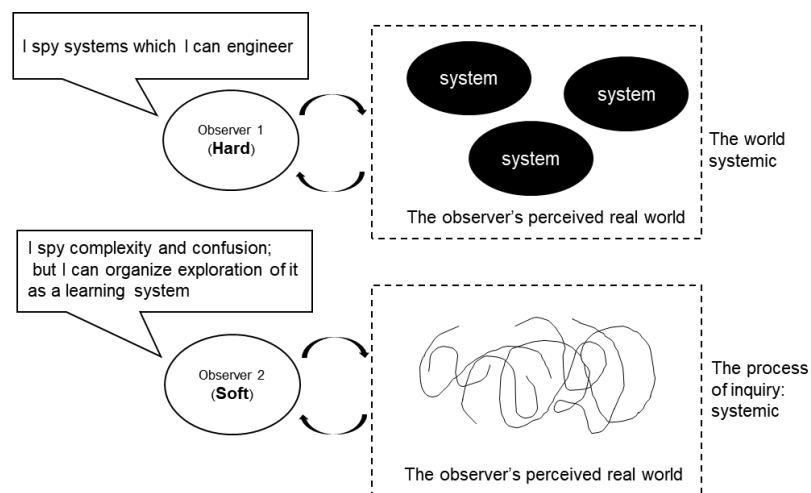 I spy systems which I can engineer
Observer 1
(Hard)
system
system
system
The observer's perceived real world
The world
systemic
I spy complexity and confusion;
but I can organize exploration of it
as a learning system
Observer 2
(Soft)
The observer's perceived real world
The process
of inquiry:
systemic